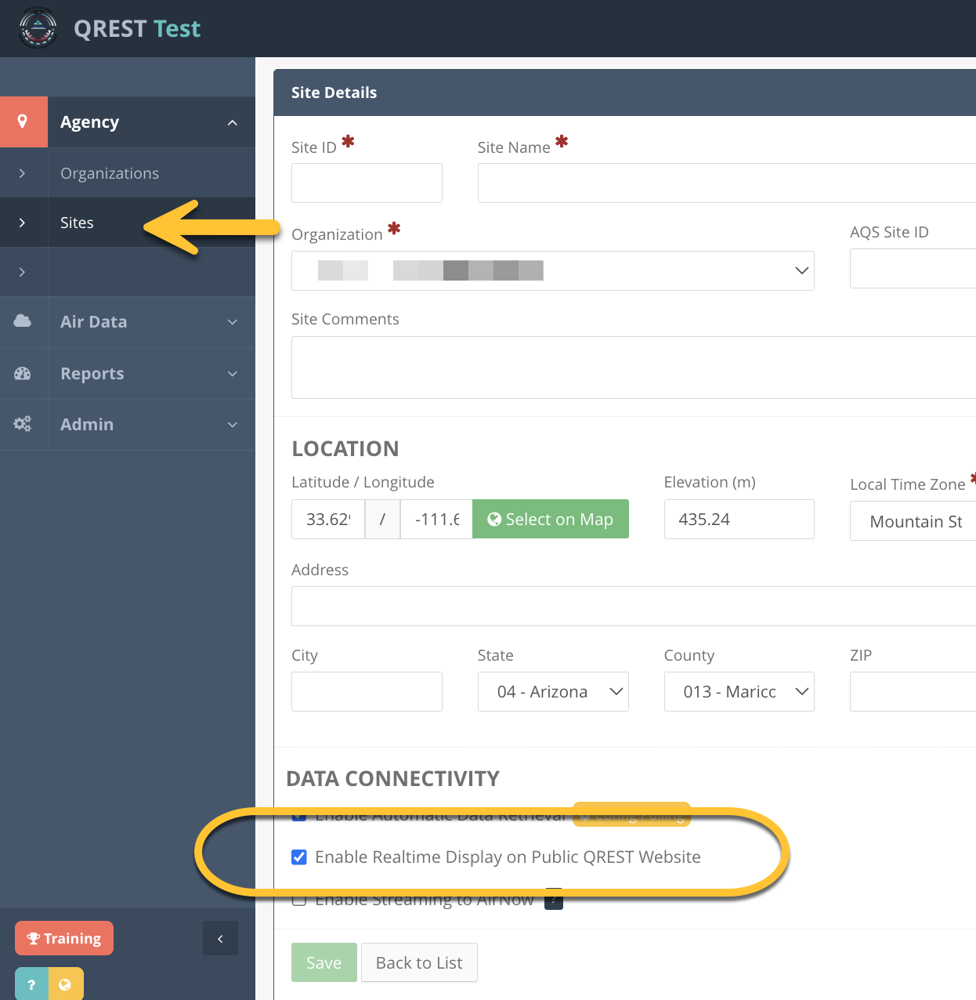 QREST Test
Site Details
Agency
Organizations
Sites
Air Data
Reports
Admin
Training
?
Site ID * Site Name *
Organization * AQS Site ID
Site Comments
LOCATION
Latitude / Longitude Elevation (m) Local Time Zone *
33.62 / -111.6 Select on Map 435.24 Mountain St
Address
City State County ZIP
04 - Arizona 013 - Maricc
DATA CONNECTIVITY
Enable Automatic Data Retrieval Config Polling
Enable Realtime Display on Public QREST Website
Enable Streaming to AirNow ?
Save Back to List